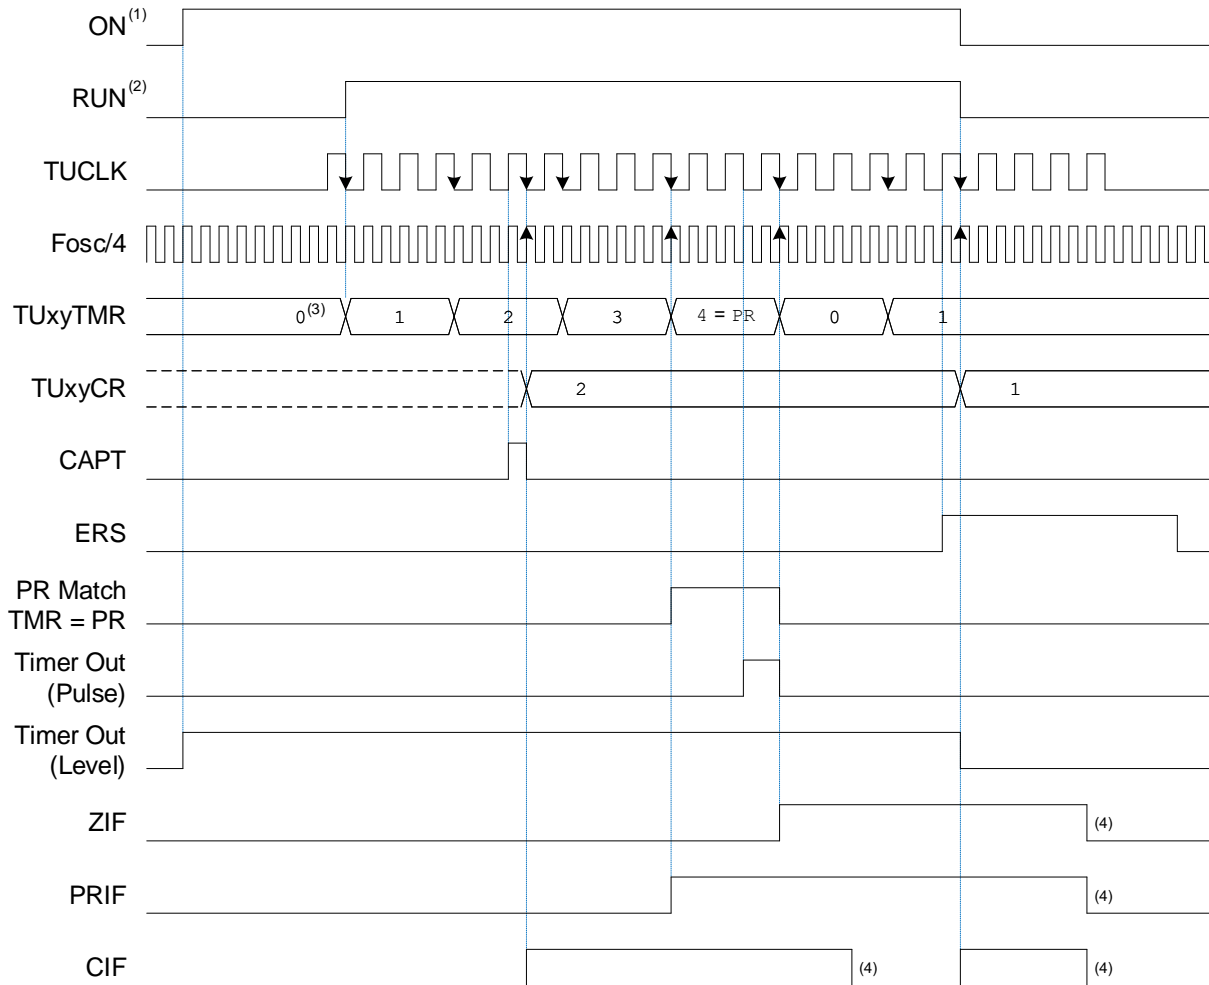 ON(1)
RUN(2)
TUCLK
Fosc/4
TUxyTMR 0(3) 1 2 3 4 = PR 0 1
TUxyCR 2 1
CAPT
ERS
PR Match
TMR = PR
Timer Out
(Pulse)
Timer Out
(Level)
ZIF (4)
PRIF (4)
CIF (4) (4)